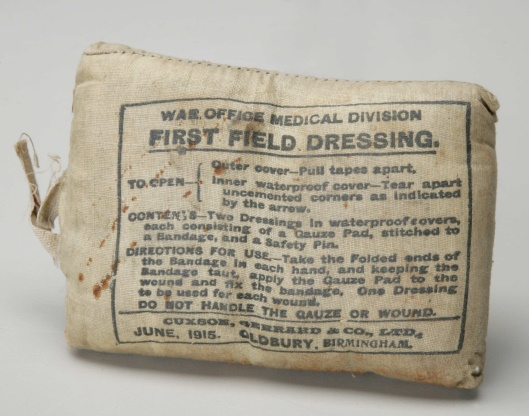 WAR OFFICE MEDICAL DIVISION
FIRST FIELD DRESSING.
Outer cover—Pull tapes apart.
TO OPEN— Inner waterproof cover—Tear apart
uncemented corners as indicated
by the arrow.
CONTENTS—Two Dressings in waterproof covers,
each consisting of a Gauze Pad, stitched to
a Bandage, and a Safety Pin.
DIRECTIONS FOR USE.—Take the Folded ends of
the Bandage in each hand, and keeping the
Bandage taut, apply the Gauze Pad to the
wound and fix the bandage. One Dressing
to be used for each wound.
DO NOT HANDLE THE GAUZE OR WOUND.
CUXSON, GERRARD & CO., LTD.,
JUNE, 1915. OLDBURY, BIRMINGHAM.